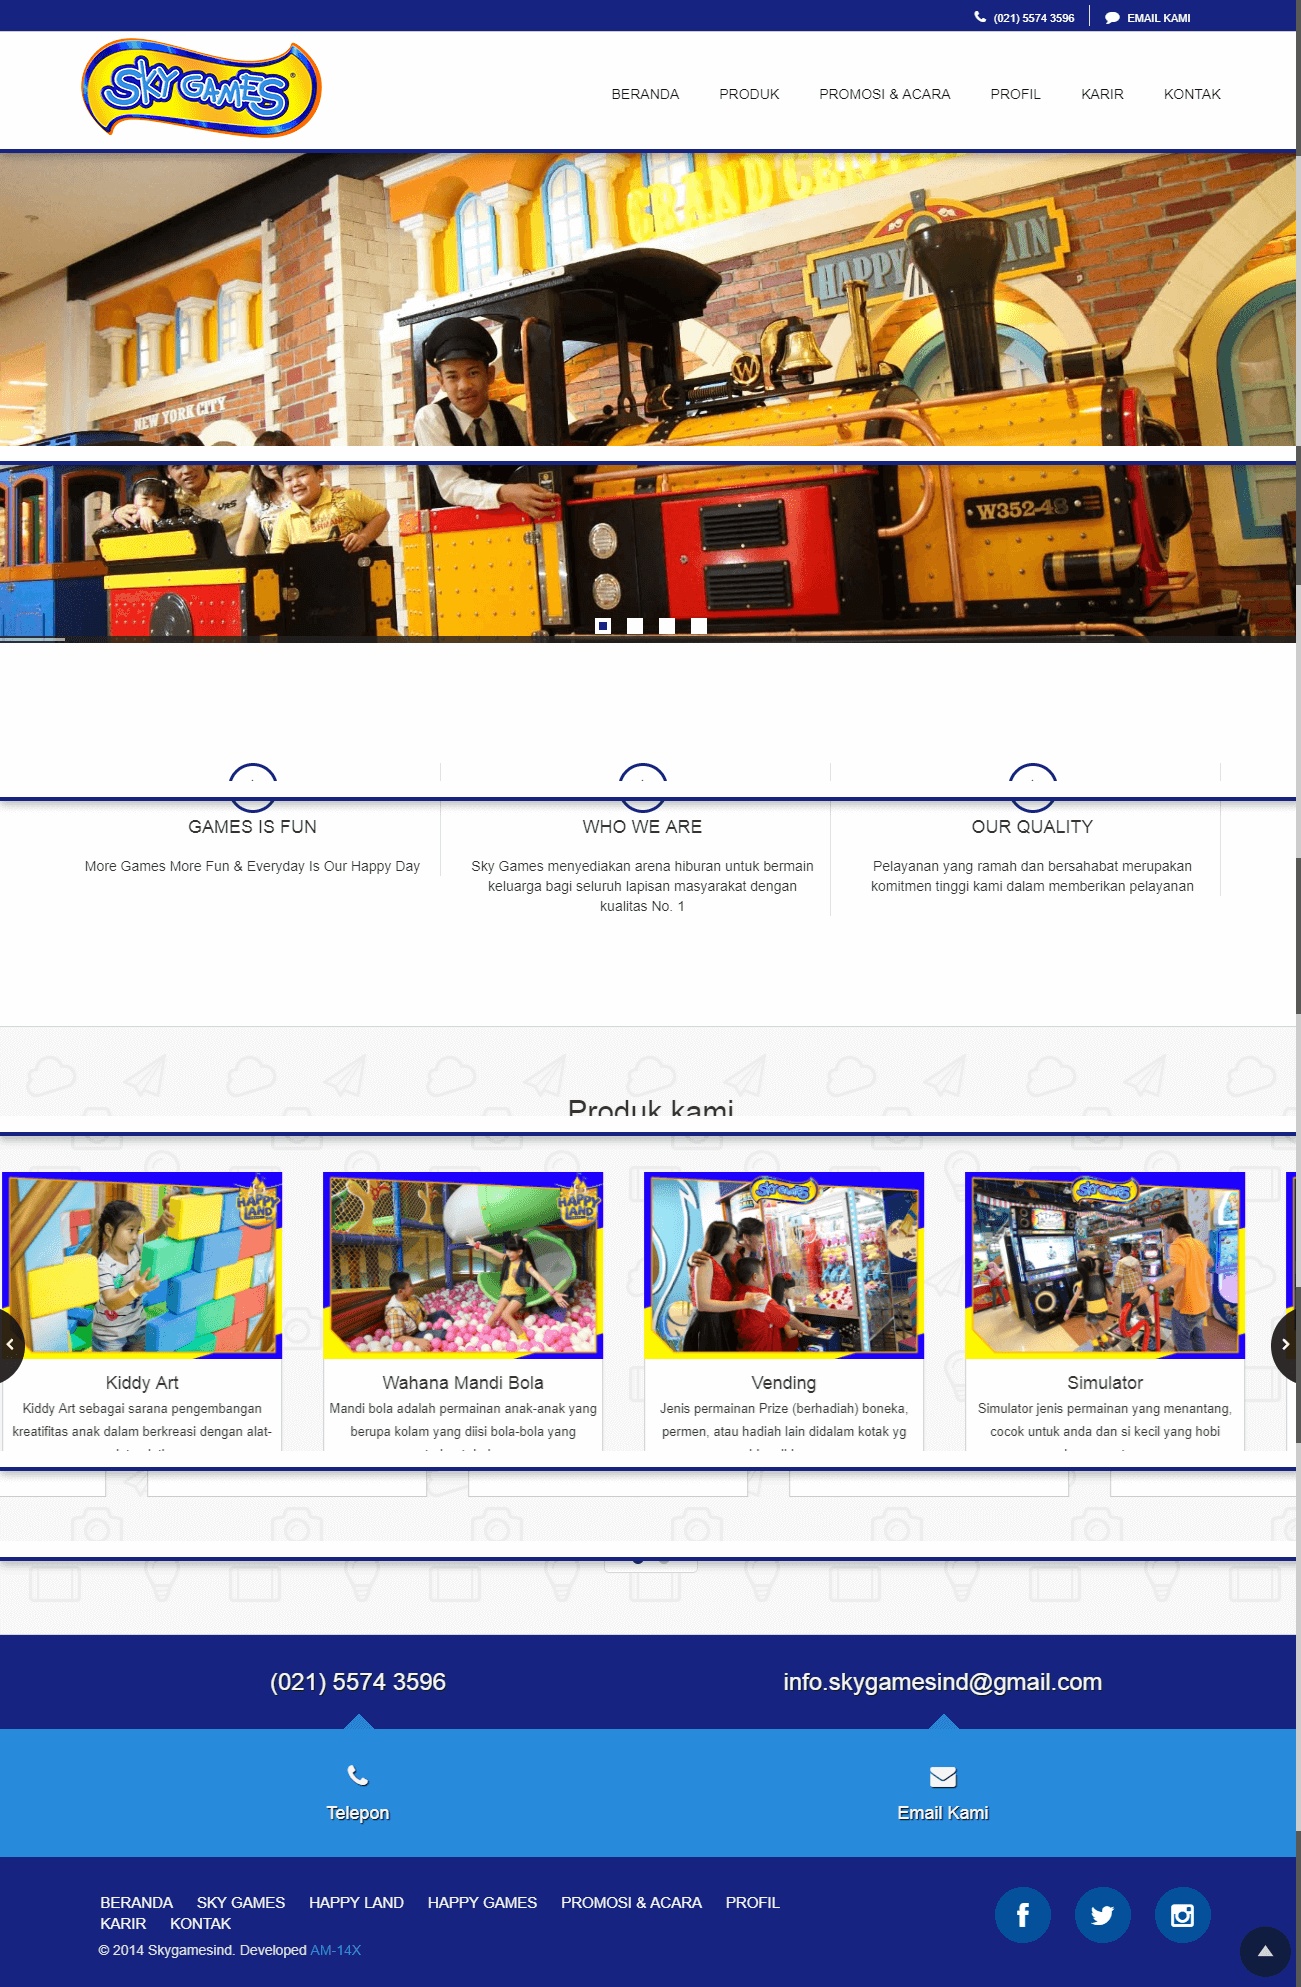 (021) 5574 3596
EMAIL KAMI
SKY GAMES
BERANDA
PRODUK
PROMOSI & ACARA
PROFIL
KARIR
KONTAK
GRAND
HAPPY
NEW YORK CITY
W
W352-48
GAMES IS FUN
More Games More Fun & Everyday Is Our Happy Day
WHO WE ARE
Sky Games menyediakan arena hiburan untuk bermain
keluarga bagi seluruh lapisan masyarakat dengan
kualitas No. 1
OUR QUALITY
Pelayanan yang ramah dan bersahabat merupakan
komitmen tinggi kami dalam memberikan pelayanan
Produk kami
HAPPY
LAND
Kiddy Art
Kiddy Art sebagai sarana pengembangan
kreatifitas anak dalam berkreasi dengan alat-
HAPPY
LAND
Wahana Mandi Bola
Mandi bola adalah permainan anak-anak yang
berupa kolam yang diisi bola-bola yang
SKY GAMES
Vending
Jenis permainan Prize (berhadiah) boneka,
permen, atau hadiah lain didalam kotak yg
SKY GAMES
Simulator
Simulator jenis permainan yang menantang,
cocok untuk anda dan si kecil yang hobi
(021) 5574 3596
Telepon
info.skygamesind@gmail.com
Email Kami
BERANDA SKY GAMES HAPPY LAND HAPPY GAMES PROMOSI & ACARA PROFIL
KARIR KONTAK
© 2014 Skygamesind. Developed AM-14X